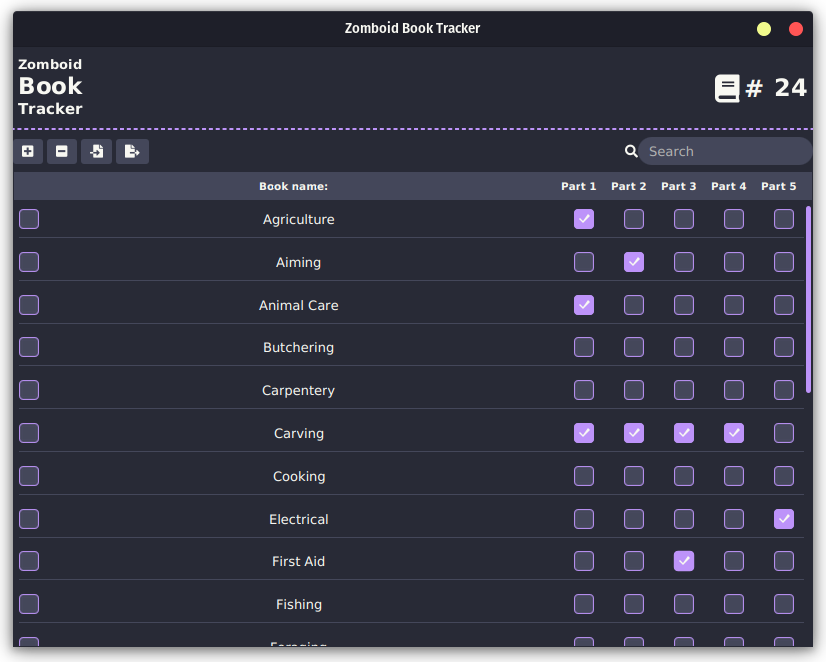 Zomboid Book Tracker
Zomboid
Book
Tracker
# 24
Search
Book name: Part 1 Part 2 Part 3 Part 4 Part 5
Agriculture
Aiming
Animal Care
Butchering
Carpentery
Carving
Cooking
Electrical
First Aid
Fishing
Foraging